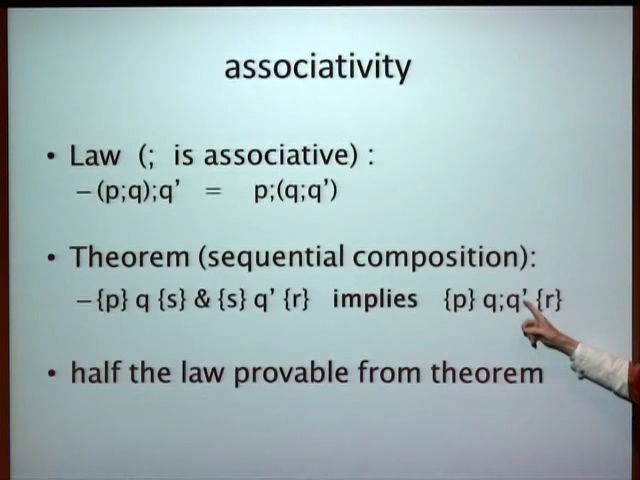 associativity
• Law (; is associative) :
– (p;q);q’ = p;(q;q’)
• Theorem (sequential composition):
– {p} q {s} & {s} q’ {r} implies {p} q;q’ {r}
• half the law provable from theorem